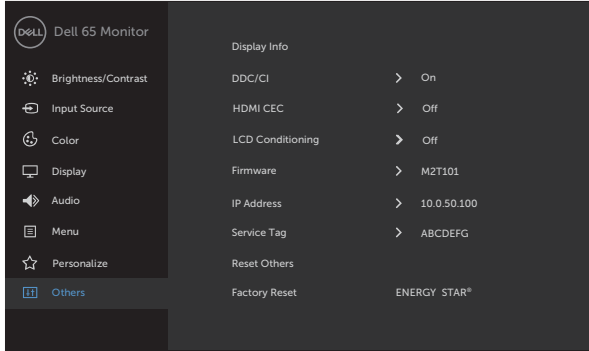 DELL Dell 65 Monitor
Display Info
Brightness/Contrast DDC/CI On
Input Source HDMI CEC Off
Color LCD Conditioning Off
Display Firmware M2T101
Audio IP Address 10.0.50.100
Menu Service Tag ABCDEFG
Personalize Reset Others
Others Factory Reset ENERGY STAR®